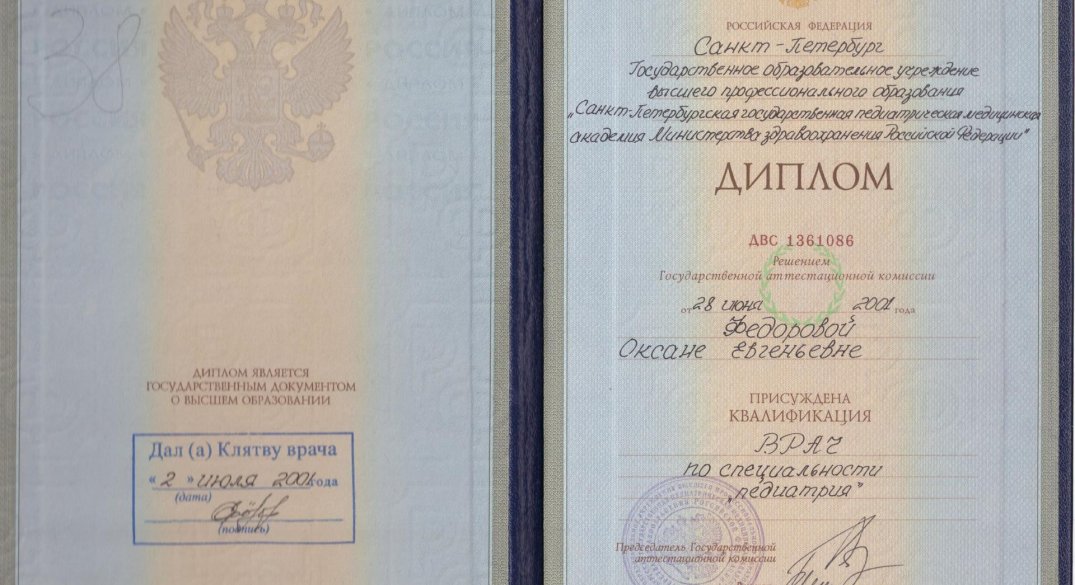 38
ДИПЛОМ ЯВЛЯЕТСЯ
ГОСУДАРСТВЕННЫМ ДОКУМЕНТОМ
О ВЫСШЕМ ОБРАЗОВАНИИ
Дал (а) Клятву врача
"2" июля 2001 года
(дата)
(подпись)
РОССИЙСКАЯ ФЕДЕРАЦИЯ
Санкт-Петербург
Государственное образовательное учреждение
высшего профессионального образования
„Санкт-Петербургская государственная педиатрическая медицинская
академия Министерства здравоохранения Российской Федерации"
ДИПЛОМ
ДВС 1361086
Решением
Государственной аттестационной комиссии
от 28 июня 2001 года
Федоровой
Оксане Евгеньевне
ПРИСУЖДЕНА
КВАЛИФИКАЦИЯ
ВРАЧ
по специальности
„педиатрия"
Председатель Государственной
аттестационной комиссии